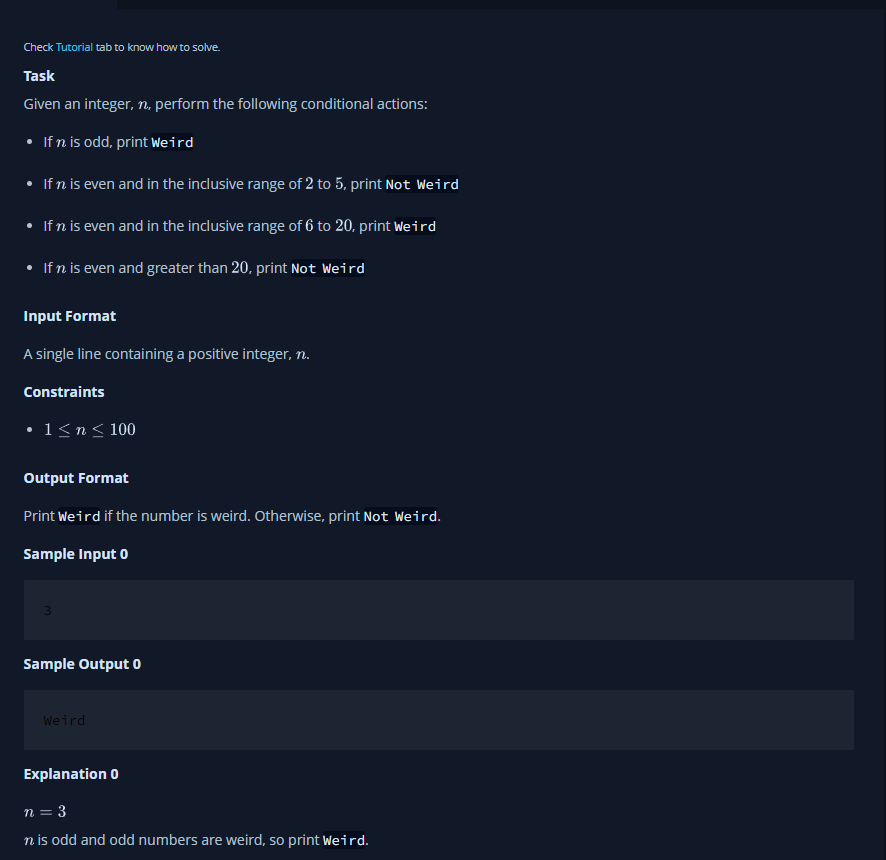 Check Tutorial tab to know how to solve.
Task
Given an integer, n, perform the following conditional actions:
• If n is odd, print Weird
• If n is even and in the inclusive range of 2 to 5, print Not Weird
• If n is even and in the inclusive range of 6 to 20, print Weird
• If n is even and greater than 20, print Not Weird
Input Format
A single line containing a positive integer, n.
Constraints
• 1 ≤ n ≤ 100
Output Format
Print Weird if the number is weird. Otherwise, print Not Weird.
Sample Input 0
3
Sample Output 0
Weird
Explanation 0
n = 3
n is odd and odd numbers are weird, so print Weird.